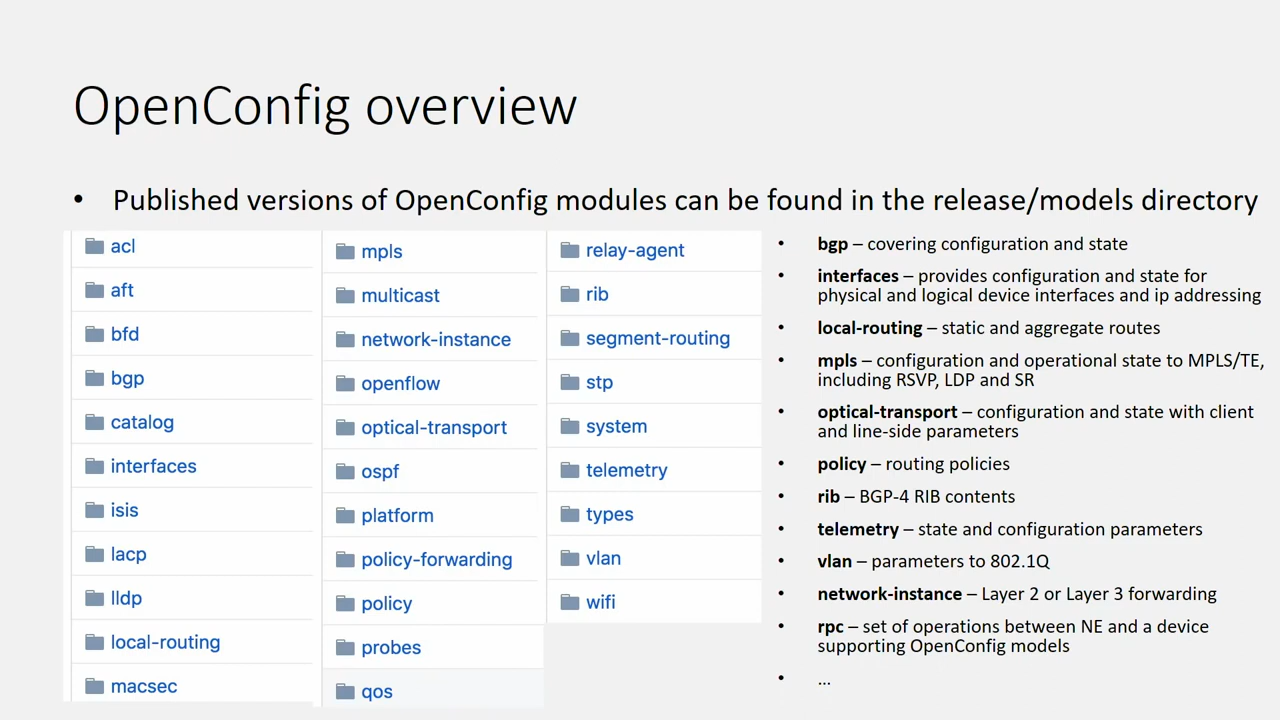 OpenConfig overview
• Published versions of OpenConfig modules can be found in the release/models directory
acl
aft
bfd
bgp
catalog
interfaces
isis
lacp
lldp
local-routing
macsec
mpls
multicast
network-instance
openflow
optical-transport
ospf
platform
policy-forwarding
policy
probes
qos
relay-agent
rib
segment-routing
stp
system
telemetry
types
vlan
wifi
• bgp – covering configuration and state
• interfaces – provides configuration and state for
physical and logical device interfaces and ip addressing
• local-routing – static and aggregate routes
• mpls – configuration and operational state to MPLS/TE,
including RSVP, LDP and SR
• optical-transport – configuration and state with client
and line-side parameters
• policy – routing policies
• rib – BGP-4 RIB contents
• telemetry – state and configuration parameters
• vlan – parameters to 802.1Q
• network-instance – Layer 2 or Layer 3 forwarding
• rpc – set of operations between NE and a device
supporting OpenConfig models
• ...